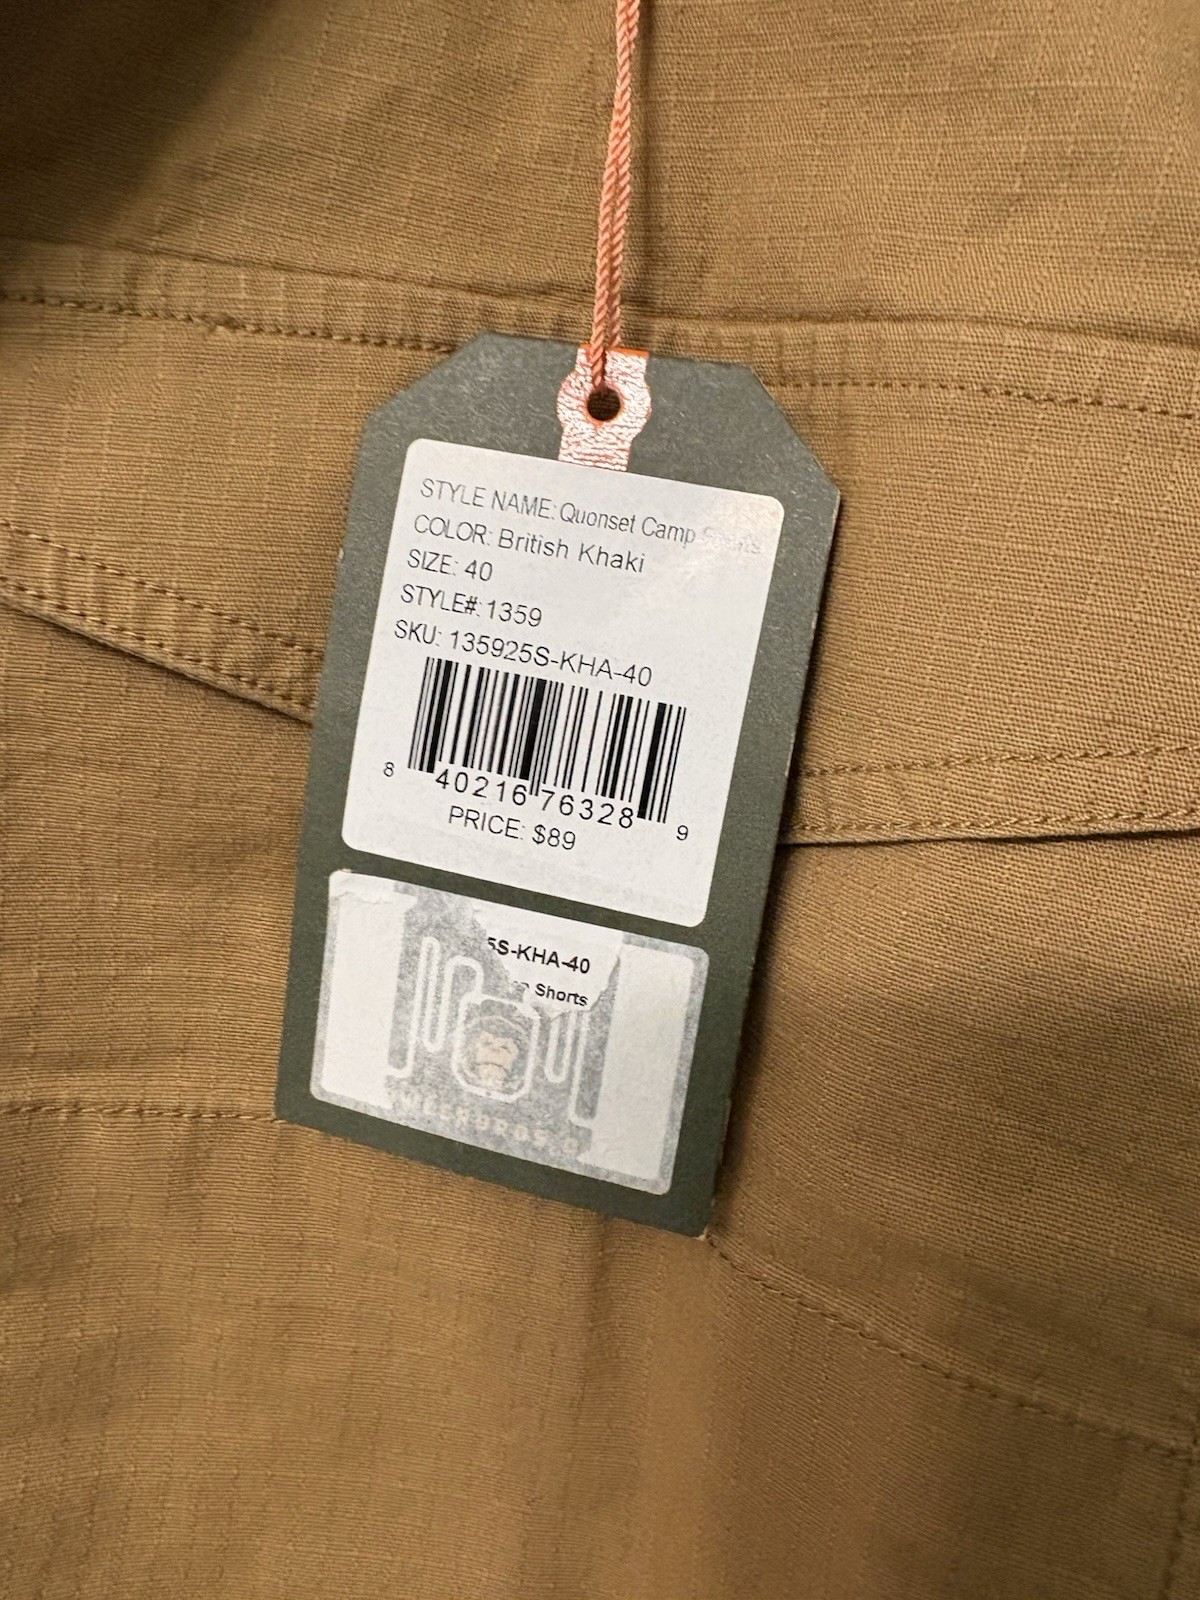 STYLE NAME: Quonset Camp Shorts
COLOR: British Khaki
SIZE: 40
STYLE#: 1359
SKU: 135925S-KHA-40
8 40216 76328 9
PRICE: $89
5S-KHA-40
Shorts